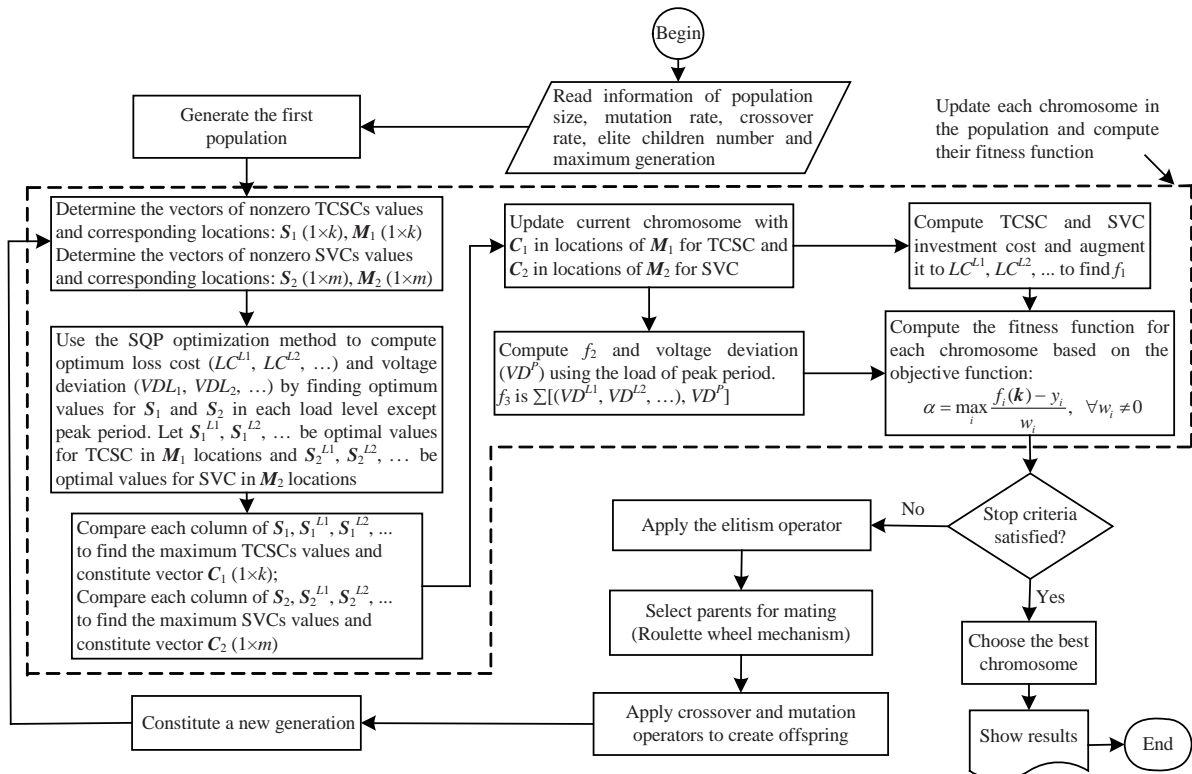 Begin
Read information of population
size, mutation rate, crossover
rate, elite children number and
maximum generation
Generate the first
population
Update each chromosome in
the population and compute
their fitness function
Determine the vectors of nonzero TCSCs values
and corresponding locations: S₁ (1×k), M₁ (1×k)
Determine the vectors of nonzero SVCs values
and corresponding locations: S₂ (1×m), M₂ (1×m)
Use the SQP optimization method to compute
optimum loss cost (LC^{L1}, LC^{L2}, …) and voltage
deviation (VDL₁, VDL₂, …) by finding optimum
values for S₁ and S₂ in each load level except
peak period. Let S₁^{L1}, S₁^{L2}, … be optimal values
for TCSC in M₁ locations and S₂^{L1}, S₂^{L2}, … be
optimal values for SVC in M₂ locations
Compare each column of S₁, S₁^{L1}, S₁^{L2}, ...
to find the maximum TCSCs values and
constitute vector C₁ (1×k);
Compare each column of S₂, S₂^{L1}, S₂^{L2}, ...
to find the maximum SVCs values and
constitute vector C₂ (1×m)
Update current chromosome with
C₁ in locations of M₁ for TCSC and
C₂ in locations of M₂ for SVC
Compute f₂ and voltage deviation
(VD^P) using the load of peak period.
f₃ is ∑[(VD^{L1}, VD^{L2}, …), VD^P]
Compute TCSC and SVC
investment cost and augment
it to LC^{L1}, LC^{L2}, ... to find f₁
Compute the fitness function for
each chromosome based on the
objective function:
α = max_i (f_i(k) − y_i)/w_i, ∀w_i ≠ 0
Stop criteria
satisfied?
No
Yes
Apply the elitism operator
Select parents for mating
(Roulette wheel mechanism)
Apply crossover and mutation
operators to create offspring
Constitute a new generation
Choose the best
chromosome
Show results
End